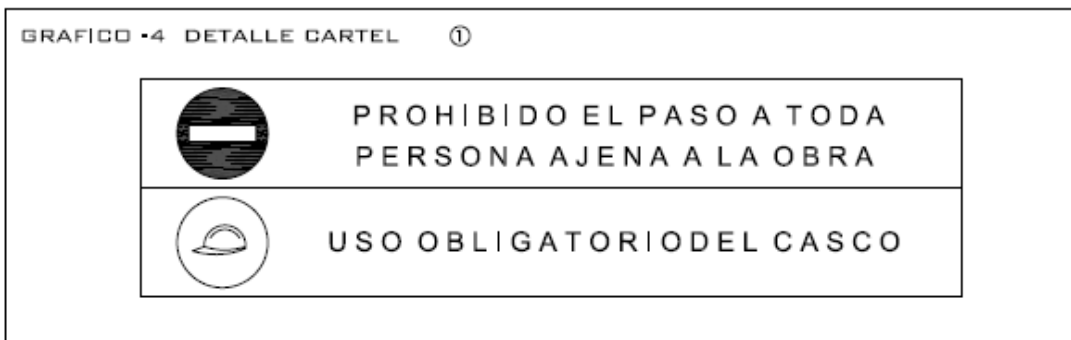 GRAFICO -4 DETALLE CARTEL ①
PROHIBIDO EL PASO A TODA
PERSONA AJENA A LA OBRA
USO OBLIGATORIODEL CASCO